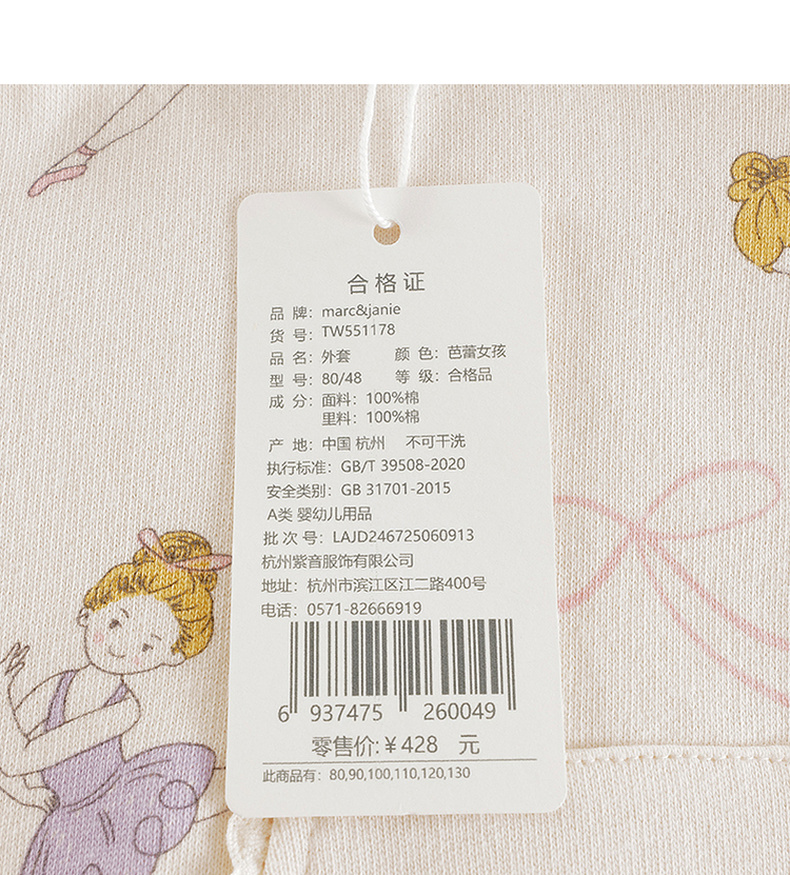 合格证
品 牌：marc&janie
货 号：TW551178
品 名：外套 颜 色：芭蕾女孩
型 号：80/48 等 级：合格品
成 分：面料：100%棉
里料：100%棉
产 地：中国 杭州 不可干洗
执行标准：GB/T 39508-2020
安全类别：GB 31701-2015
A类 婴幼儿用品
批 次 号：LAJD246725060913
杭州紫音服饰有限公司
地址：杭州市滨江区江二路400号
电话：0571-82666919
6 937475 260049
零售价:￥428 元
此商品有：80,90,100,110,120,130